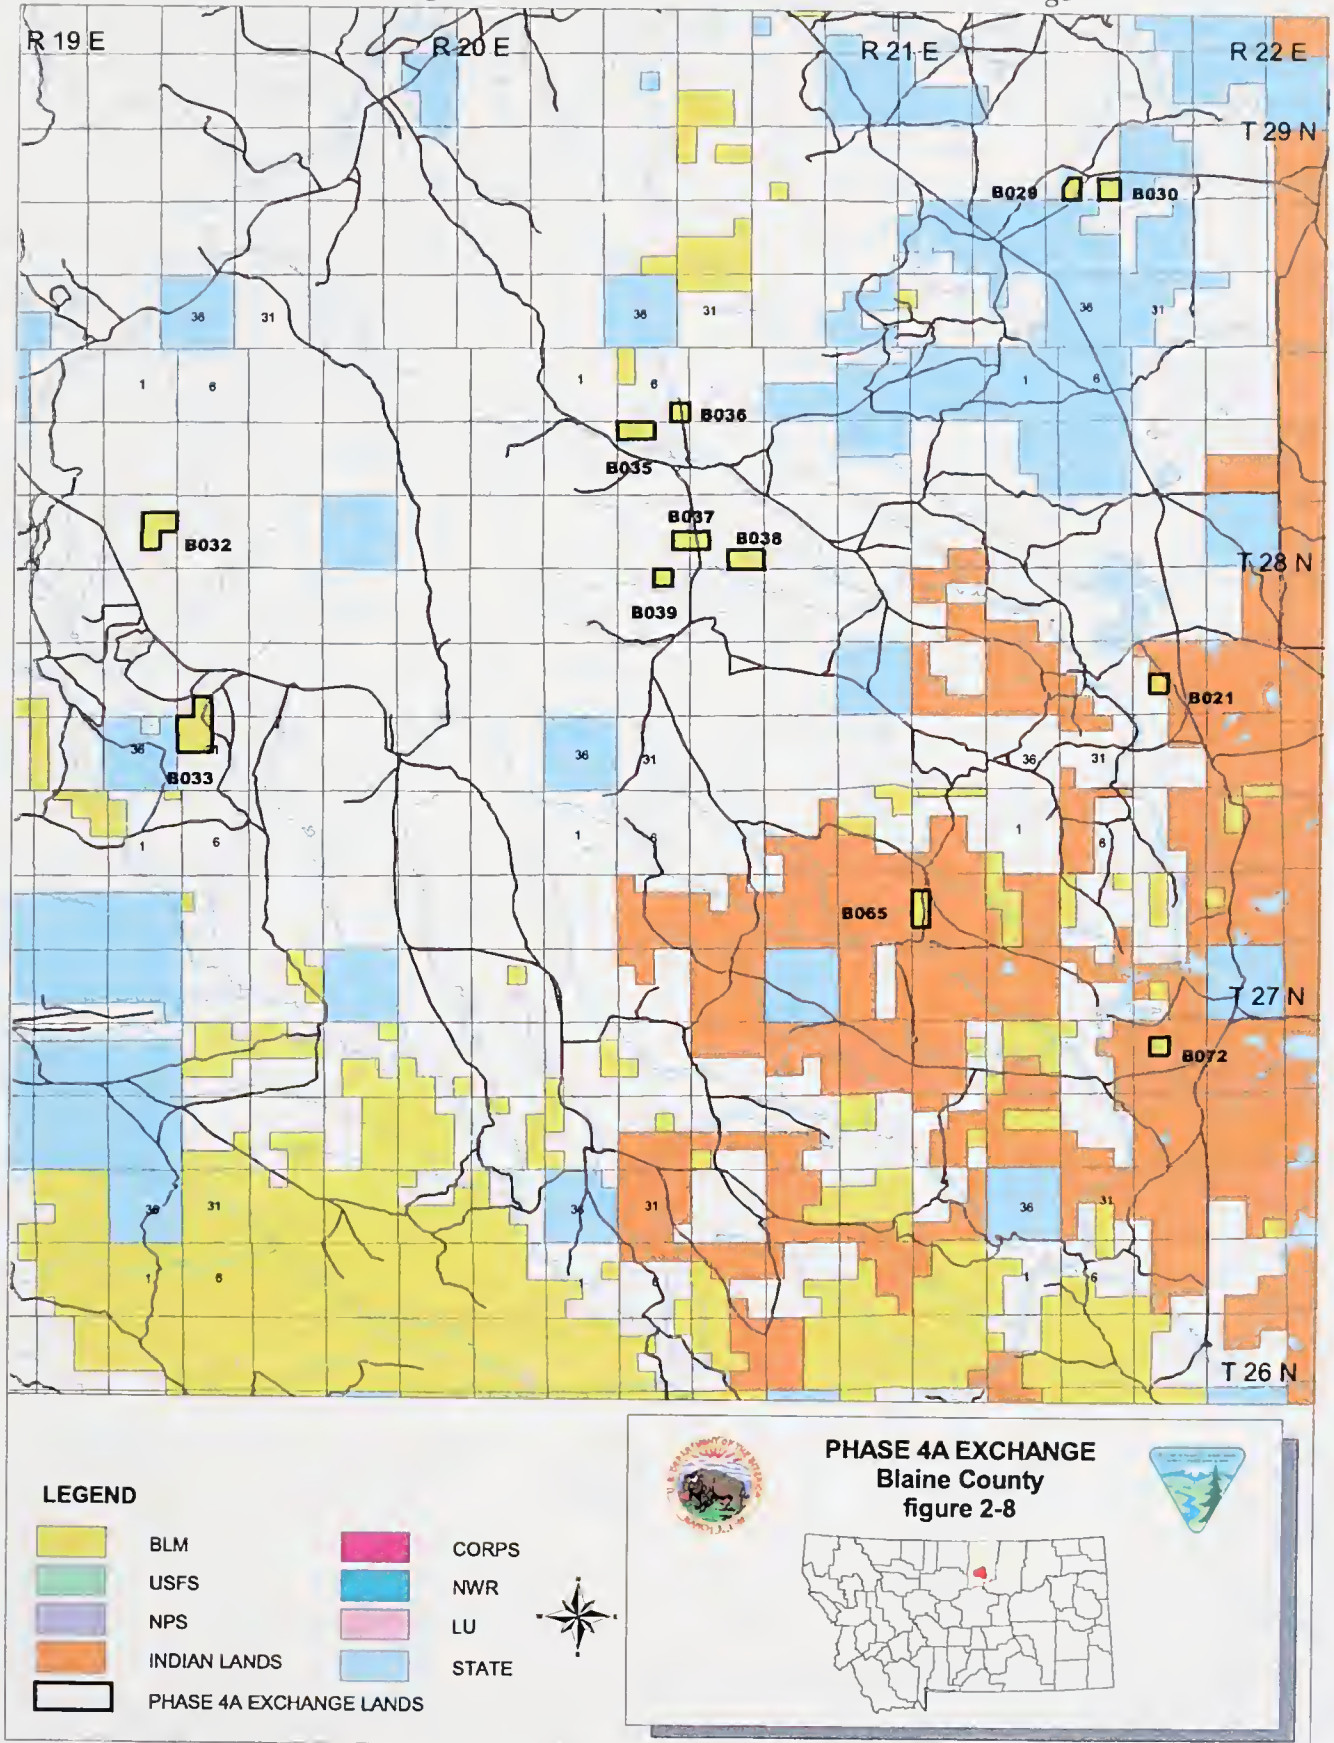 R 19 E R 20 E R 21 E R 22 E
T 29 N
B029 B030
36 31 36 31 36 31
1 6 1 6 1 6
B036
B035
B037
B032 B038
T 28 N
B039
B021
36 31 36 31 36 31
B033
1 6 1 6 1 6
B065
T 27 N
B072
36 31 36 31 36 31
1 6 1 6 1 6
T 26 N
LEGEND
BLM
USFS
NPS
INDIAN LANDS
PHASE 4A EXCHANGE LANDS
CORPS
NWR
LU
STATE
PHASE 4A EXCHANGE
Blaine County
figure 2-8